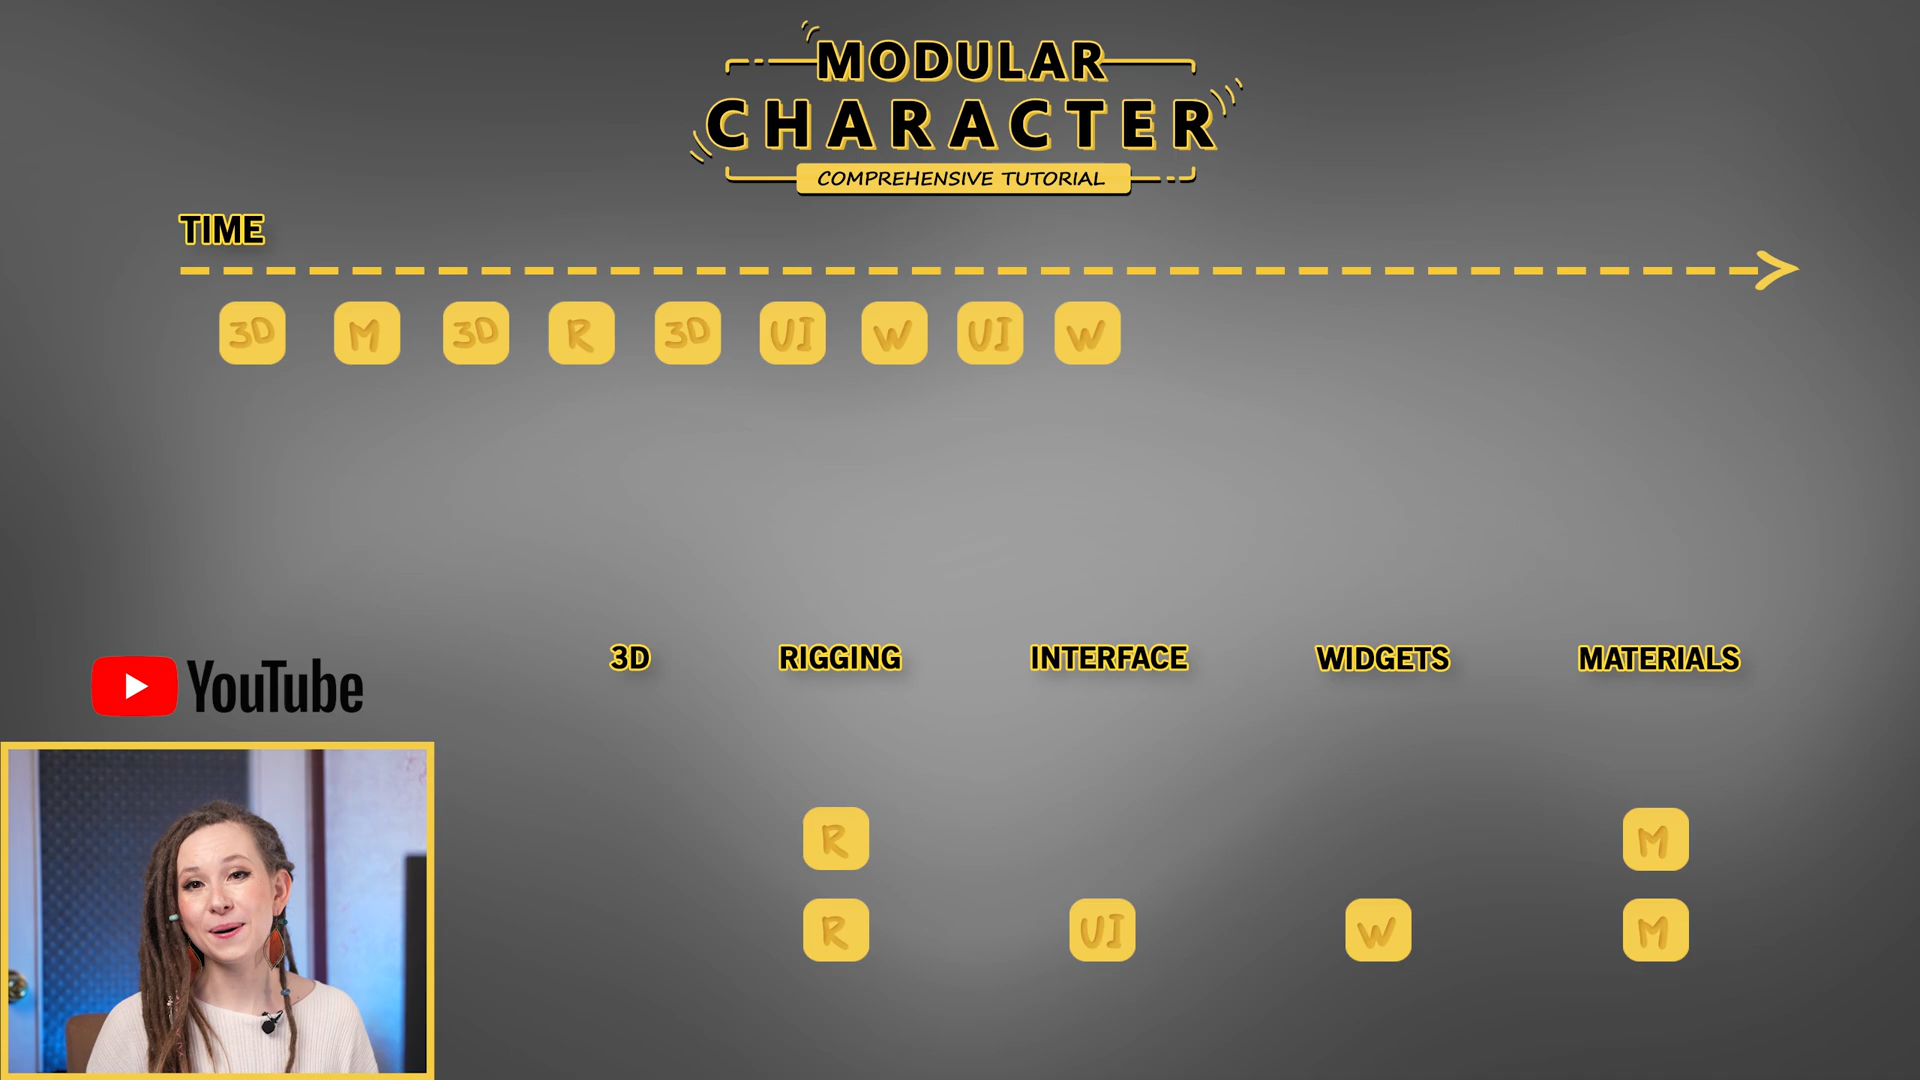 MODULAR
CHARACTER
COMPREHENSIVE TUTORIAL
TIME
3D M 3D R 3D UI W UI W
YouTube
3D RIGGING INTERFACE WIDGETS MATERIALS
R M
R UI W M